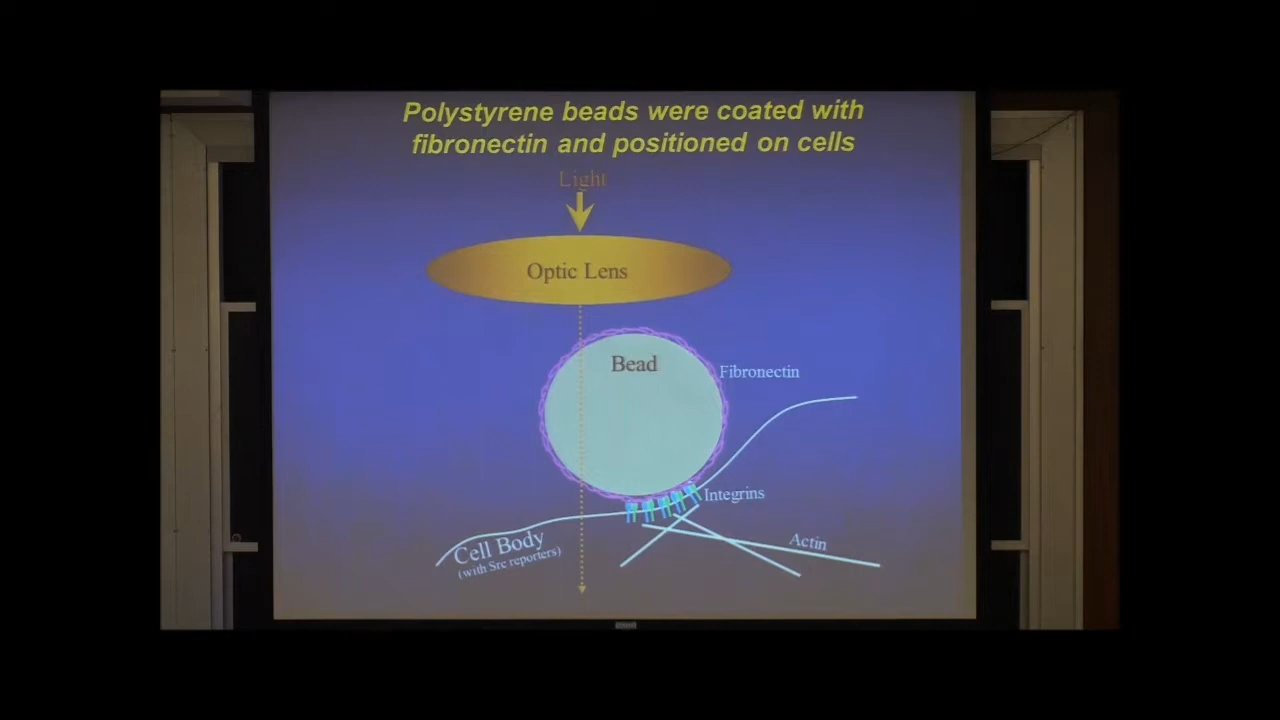 Polystyrene beads were coated with
fibronectin and positioned on cells
Light
Optic Lens
Bead
Fibronectin
Integrins
Actin
Cell Body
(with Src reporters)